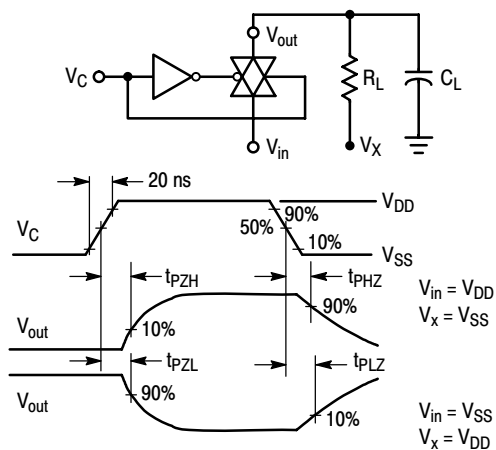 Vout
VC
RL
CL
Vin
VX
20 ns
VDD
90%
50%
VC
10%
VSS
tPZH
tPHZ
90%
Vin = VDD
Vx = VSS
Vout
10%
tPZL
tPLZ
Vout
90%
10%
Vin = VSS
Vx = VDD